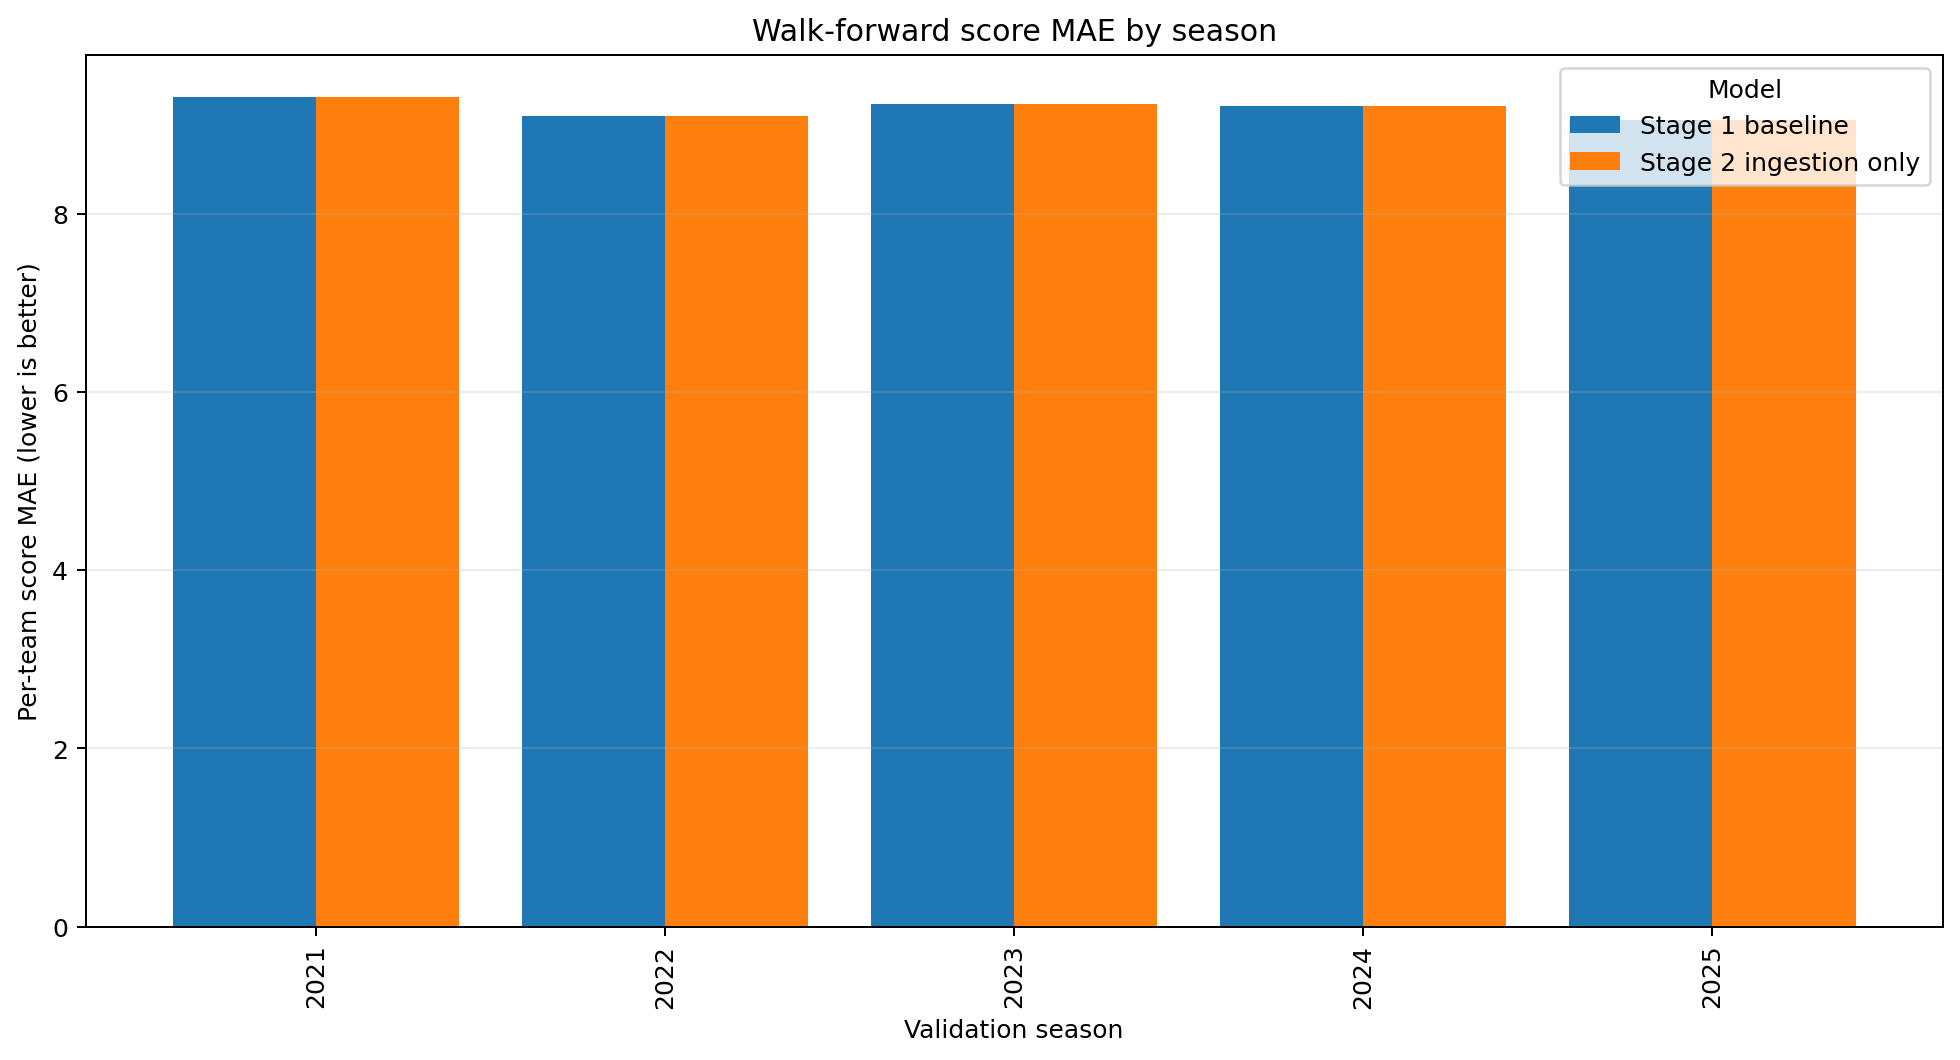 Walk-forward score MAE by season
Model
Stage 1 baseline
Stage 2 ingestion only
Per-team score MAE (lower is better)
8
6
4
2
0
2021
2022
2023
2024
2025
Validation season